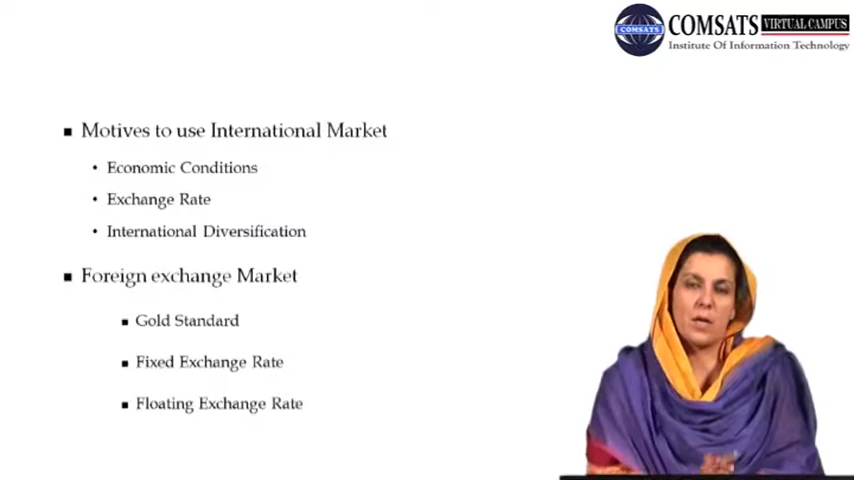 COMSATS
COMSATS VIRTUAL CAMPUS
Institute Of Information Technology
Motives to use International Market
Economic Conditions
Exchange Rate
International Diversification
Foreign exchange Market
Gold Standard
Fixed Exchange Rate
Floating Exchange Rate